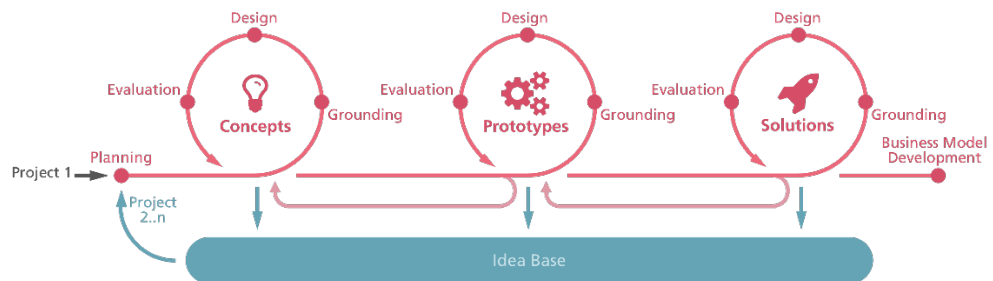 Design
Design
Design
Evaluation
Grounding
Concepts
Evaluation
Grounding
Prototypes
Evaluation
Grounding
Solutions
Project 1
Planning
Business Model
Development
Project
2..n
Idea Base